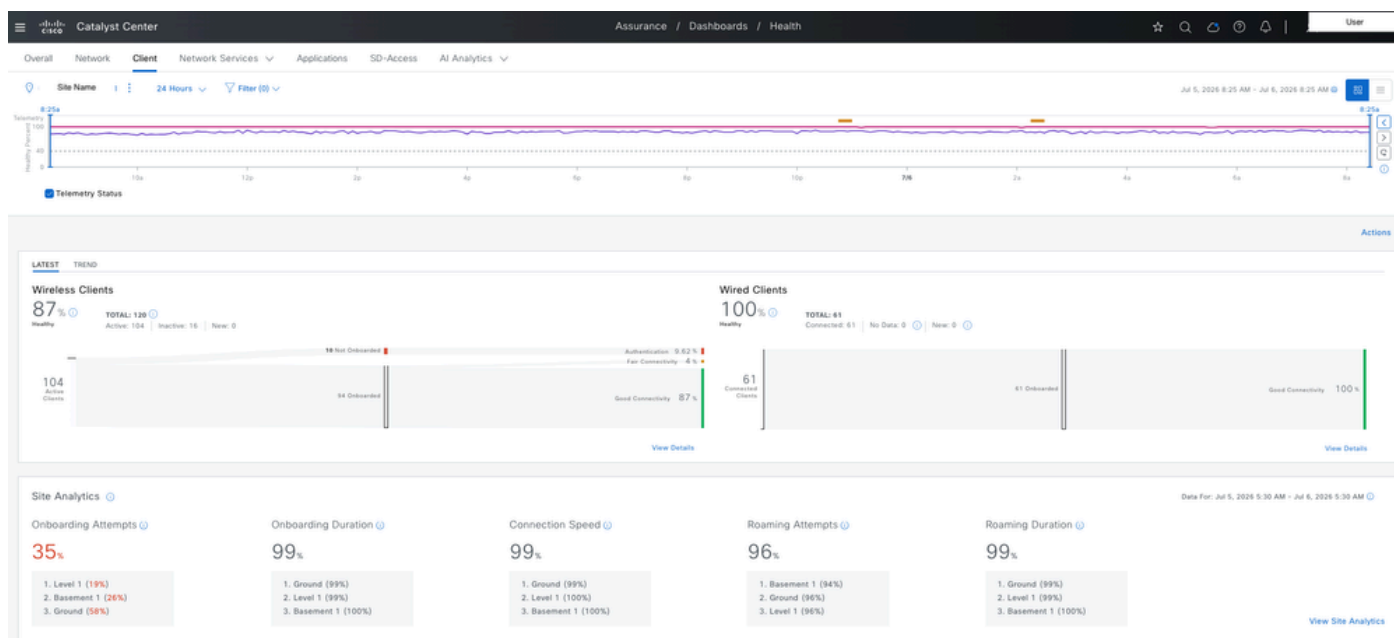 cisco Catalyst Center Assurance / Dashboards / Health User
Overall Network Client Network Services Applications SD-Access AI Analytics
Site Name 24 Hours Filter (0) Jul 5, 2026 8:25 AM - Jul 6, 2026 8:25 AM
8:25a 8:25a
Telemetry
100
Healthy Percent
40
0
10a 12p 2p 4p 6p 8p 10p 7/6 2a 4a 6a 8a
Telemetry Status
Actions
LATEST TREND
Wireless Clients
87%
Healthy
TOTAL: 120
Active: 104 | Inactive: 16 | New: 0
10 Not Onboarded
Authentication 9.62 %
Fair Connectivity 4 %
104
Active
Clients
94 Onboarded
Good Connectivity 87 %
View Details
Wired Clients
100%
Healthy
TOTAL: 61
Connected: 61 | No Data: 0 | New: 0
61
Connected
Clients
61 Onboarded
Good Connectivity 100 %
View Details
Site Analytics Data For: Jul 5, 2026 5:30 AM - Jul 6, 2026 5:30 AM
Onboarding Attempts
35%
1. Level 1 (19%)
2. Basement 1 (26%)
3. Ground (58%)
Onboarding Duration
99%
1. Ground (99%)
2. Level 1 (99%)
3. Basement 1 (100%)
Connection Speed
99%
1. Ground (99%)
2. Level 1 (100%)
3. Basement 1 (100%)
Roaming Attempts
96%
1. Basement 1 (94%)
2. Ground (96%)
3. Level 1 (96%)
Roaming Duration
99%
1. Ground (99%)
2. Level 1 (99%)
3. Basement 1 (100%)
View Site Analytics